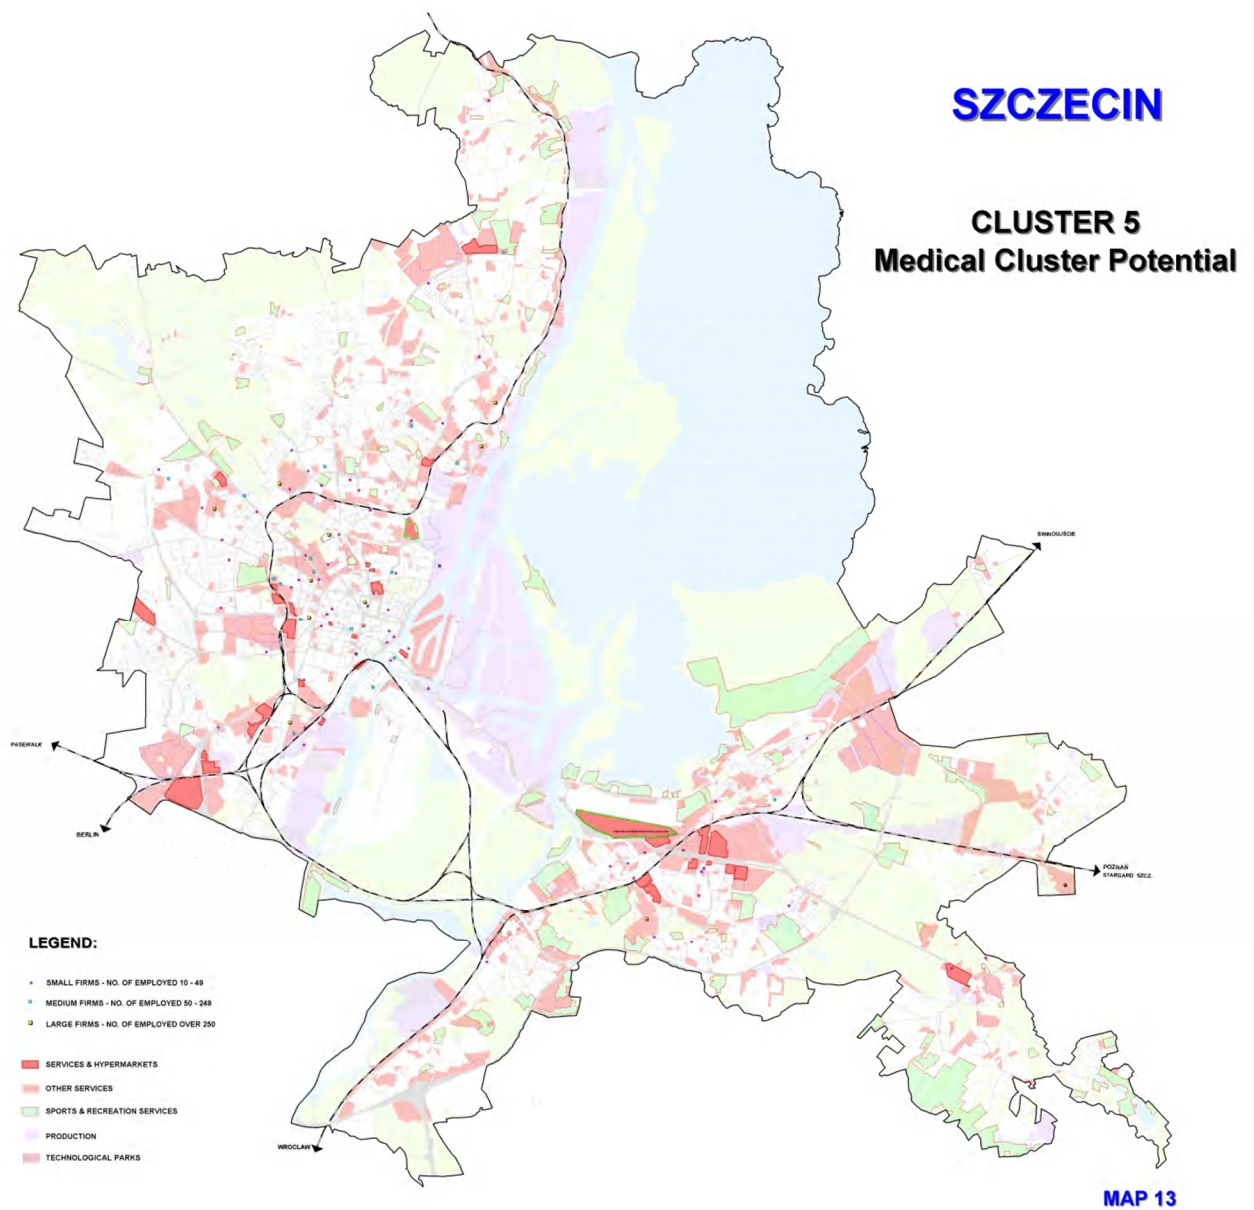 SZCZECIN
CLUSTER 5
Medical Cluster Potential
ŚWINOUJŚCIE
PASEWALK
BERLIN
POZNAŃ
STARGARD SZCZ.
WROCLAW
LEGEND:
SMALL FIRMS - NO. OF EMPLOYED 10 - 49
MEDIUM FIRMS - NO. OF EMPLOYED 50 - 249
LARGE FIRMS - NO. OF EMPLOYED OVER 250
SERVICES & HYPERMARKETS
OTHER SERVICES
SPORTS & RECREATION SERVICES
PRODUCTION
TECHNOLOGICAL PARKS
MAP 13